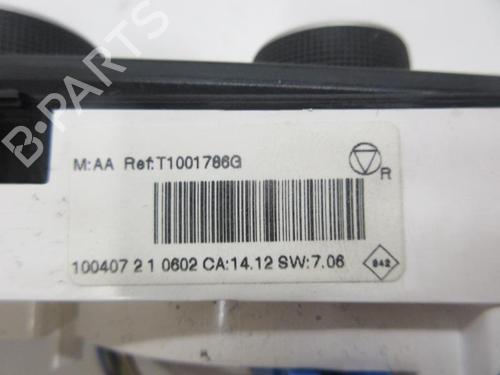 M:AA Ref:T1001786G
R
100407 2 1 0602 CA:14.12 SW:7.06
842
B-PARTS